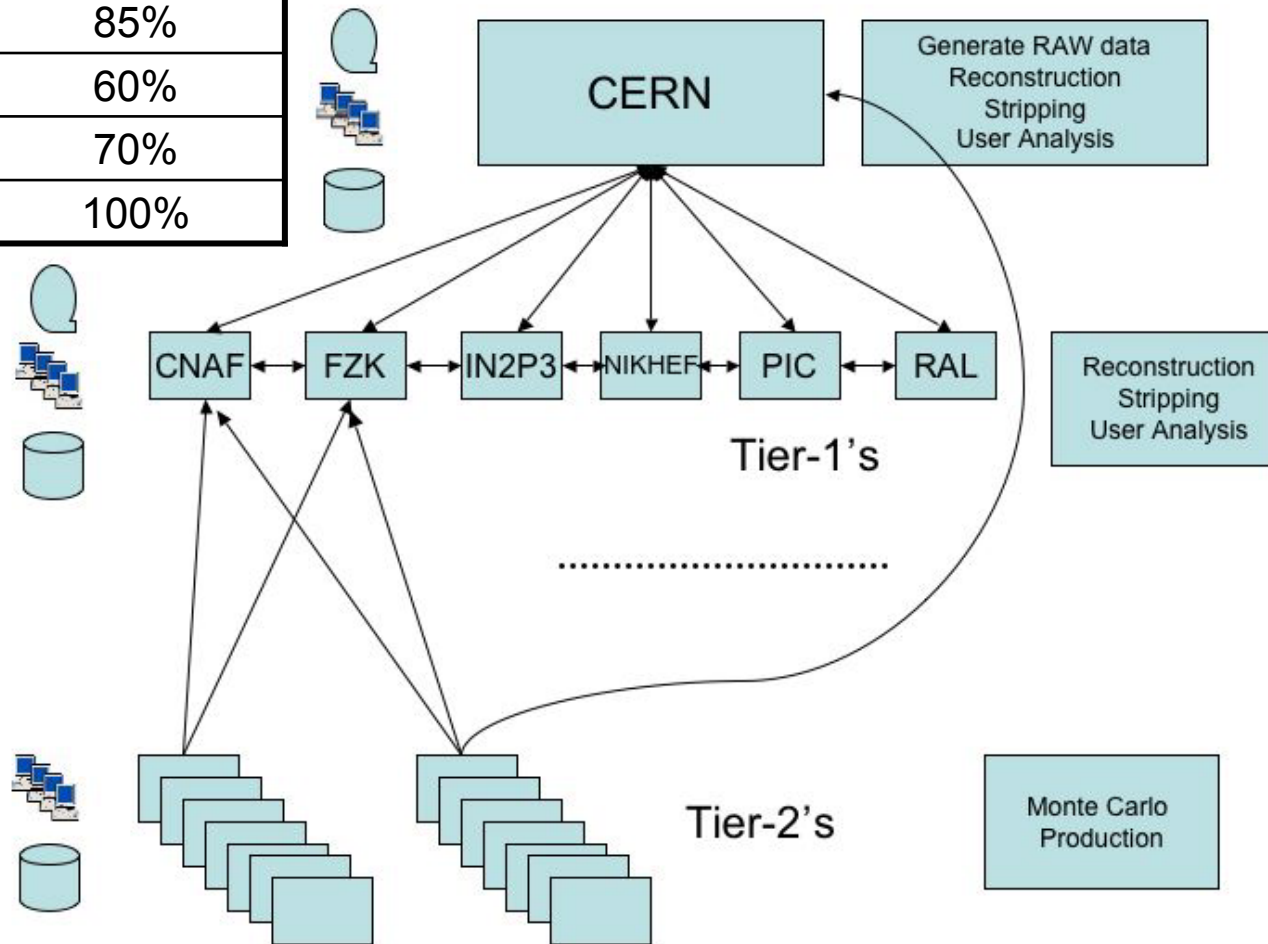 85%
60%
70%
100%
CERN
Generate RAW data
Reconstruction
Stripping
User Analysis
CNAF
FZK
IN2P3
NIKHEF
PIC
RAL
Reconstruction
Stripping
User Analysis
Tier-1's
Tier-2's
Monte Carlo
Production